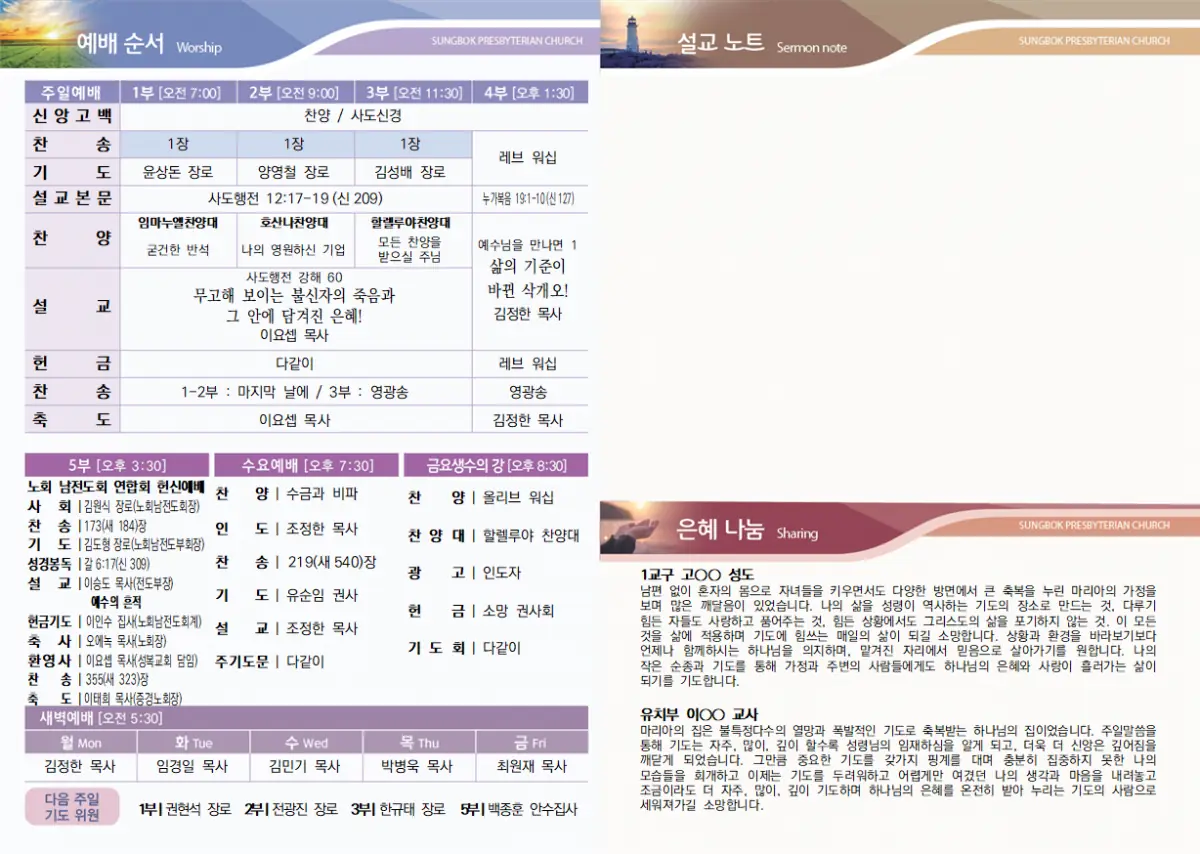 예배 순서 Worship
SUNGBOK PRESBYTERIAN CHURCH
주일예배 1부 [오전 7:00] 2부 [오전 9:00] 3부 [오전 11:30] 4부 [오후 1:30]
신앙고백 찬양 / 사도신경
찬 송 1장 1장 1장 레브 워십
기 도 윤상돈 장로 양영철 장로 김성배 장로
설교본문 사도행전 12:17-19 (신 209) 누가복음 19:1-10(신127)
찬 양 임마누엘찬양대 호산나찬양대 할렐루야찬양대
굳건한 반석 나의 영원하신 기업 모든 찬양을
받으실 주님
예수님을 만나면 1
삶의 기준이
바뀐 삭개오!
김정한 목사
설 교 사도행전 강해 60
무고해 보이는 불신자의 죽음과
그 안에 담겨진 은혜!
이요셉 목사
헌 금 다같이 레브 워십
찬 송 1-2부 : 마지막 날에 / 3부 : 영광송 영광송
축 도 이요셉 목사 김정한 목사
5부 [오후 3:30]
노회 남전도회 연합회 헌신예배
사 회 | 김원식 장로(노회남전도회장)
찬 송 | 173(새 184)장
기 도 | 김도형 장로(노회남전도부회장)
성경봉독 | 갈 6:17(신 309)
설 교 | 이승도 목사(전도부장)
예수의 흔적
헌금기도 | 이인수 집사(노회남전도회계)
축 사 | 오예녹 목사(노회장)
환영사 | 이요셉 목사(성복교회 담임)
찬 송 | 355(새 323)장
축 도 | 이태희 목사(증경노회장)
수요예배 [오후 7:30]
찬 양 | 수금과 비파
인 도 | 조정한 목사
찬 송 | 219(새 540)장
기 도 | 유순임 권사
설 교 | 조정한 목사
주기도문 | 다같이
금요생수의 강 [오후 8:30]
찬 양 | 올리브 워십
찬 양 대 | 할렐루야 찬양대
광 고 | 인도자
헌 금 | 소망 권사회
기 도 회 | 다같이
새벽예배 [오전 5:30]
월 Mon 화 Tue 수 Wed 목 Thu 금 Fri
김정한 목사 임경일 목사 김민기 목사 박병욱 목사 최원재 목사
다음 주일
기도 위원
1부| 권현석 장로 2부| 전광진 장로 3부| 한규태 장로 5부| 백종훈 안수집사
설교 노트 Sermon note
SUNGBOK PRESBYTERIAN CHURCH
은혜 나눔 Sharing
SUNGBOK PRESBYTERIAN CHURCH
1교구 고○○ 성도
남편 없이 혼자의 몸으로 자녀들을 키우면서도 다양한 방면에서 큰 축복을 누린 마리아의 가정을
보며 많은 깨달음이 있었습니다. 나의 삶을 성령이 역사하는 기도의 장소로 만드는 것, 다루기
힘든 자들도 사랑하고 품어주는 것, 힘든 상황에서도 그리스도의 삶을 포기하지 않는 것. 이 모든
것을 삶에 적용하며 기도에 힘쓰는 매일의 삶이 되길 소망합니다. 상황과 환경을 바라보기보다
언제나 함께하시는 하나님을 의지하며, 맡겨진 자리에서 믿음으로 살아가기를 원합니다. 나의
작은 순종과 기도를 통해 가정과 주변의 사람들에게도 하나님의 은혜와 사랑이 흘러가는 삶이
되기를 기도합니다.
유치부 이○○ 교사
마리아의 집은 불특정다수의 열망과 폭발적인 기도로 축복받는 하나님의 집이었습니다. 주일말씀을
통해 기도는 자주, 많이, 깊이 할수록 성령님의 임재하심을 알게 되고, 더욱 더 신앙은 깊어짐을
깨닫게 되었습니다. 그만큼 중요한 기도를 갖가지 핑계를 대며 충분히 집중하지 못한 나의
모습들을 회개하고 이제는 기도를 두려워하고 어렵게만 여겼던 나의 생각과 마음을 내려놓고
조금이라도 더 자주, 많이, 깊이 기도하며 하나님의 은혜를 온전히 받아 누리는 기도의 사람으로
세워져가길 소망합니다.